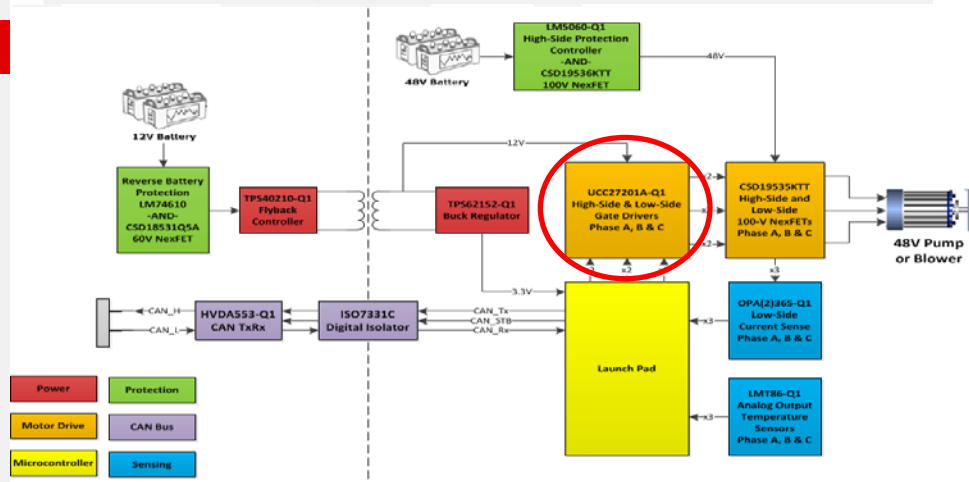 LM5060-Q1
High-Side Protection
Controller
-AND-
CSD19536KTT
100V NexFET
48V
48V Battery
12V Battery
12V
Reverse Battery
Protection
LM74610
-AND-
CSD18531Q5A
60V NexFET
TPS40210-Q1
Flyback
Controller
TPS62152-Q1
Buck Regulator
UCC27201A-Q1
High-Side & Low-Side
Gate Drivers
Phase A, B & C
x2
x2
x2
CSD19535KTT
High-Side and
Low-Side
100-V NexFETs
Phase A, B & C
48V Pump
or Blower
x2
x3
3.3V
CAN_H
CAN_L
HVDA553-Q1
CAN TxRx
ISO7331C
Digital Isolator
CAN_Tx
CAN_STB
CAN_Rx
Launch Pad
x3
OPA(2)365-Q1
Low-Side
Current Sense
Phase A, B & C
x3
LMT86-Q1
Analog Output
Temperature
Sensors
Phase A, B & C
Power
Protection
Motor Drive
CAN Bus
Microcontroller
Sensing